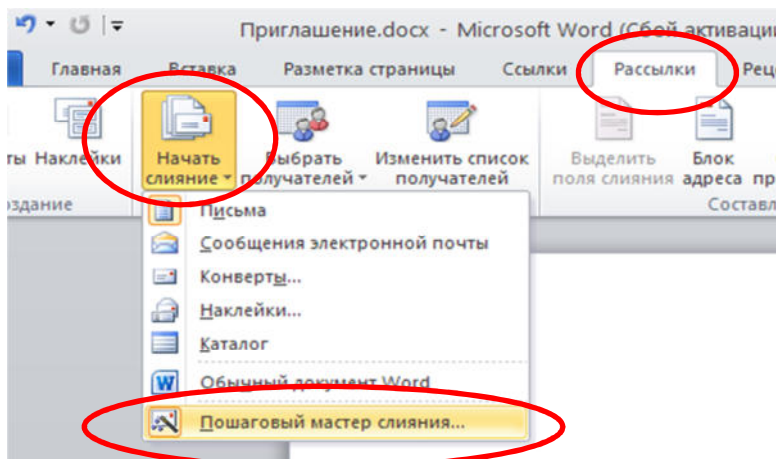 Приглашение.docx - Microsoft Word (Сбой активации
Главная Вставка Разметка страницы Ссылки Рассылки Рец
ты Наклейки Начать слияние Выбрать получателей Изменить список получателей Выделить поля слияния Блок адреса пр
оздание Составл
Письма
Сообщения электронной почты
Конверты...
Наклейки...
Каталог
Обычный документ Word
Пошаговый мастер слияния...